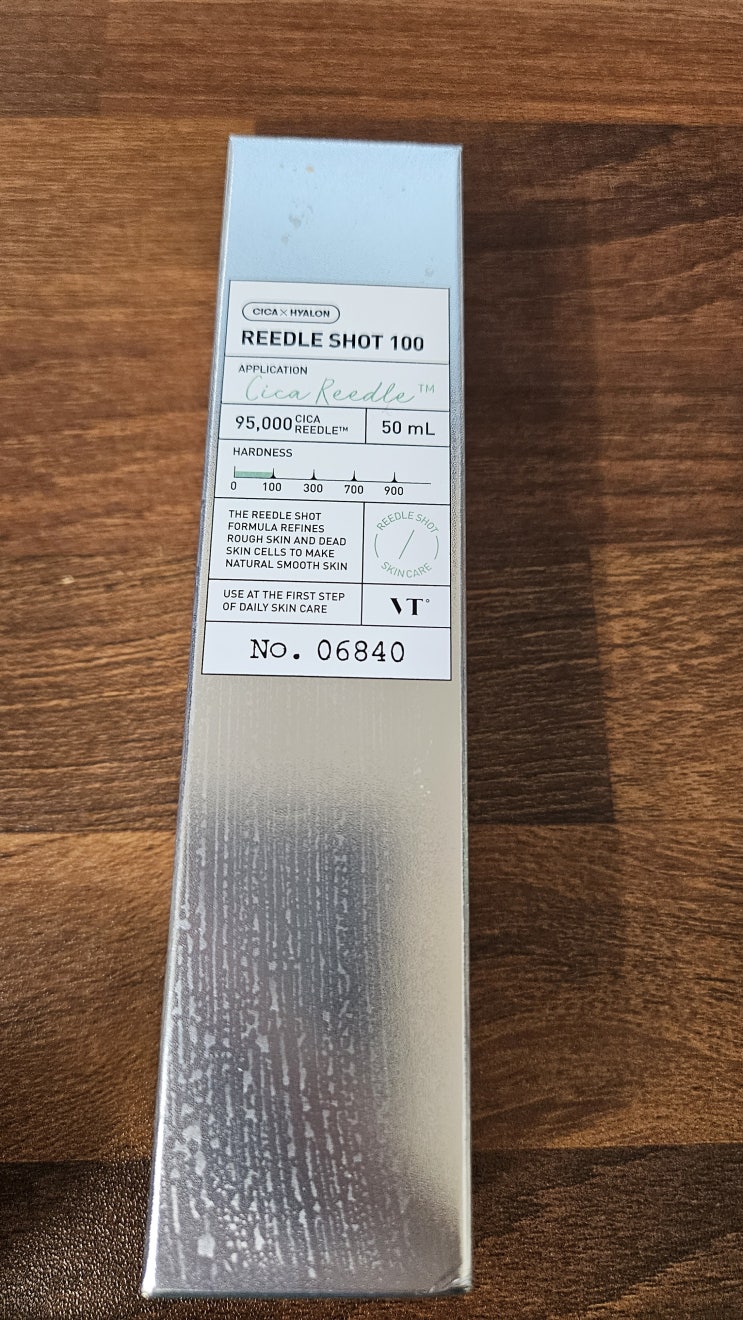 CICA×HYALON
REEDLE SHOT 100
APPLICATION
Cica Reedle™
95,000 CICA REEDLE™
50 mL
HARDNESS
0 100 300 700 900
THE REEDLE SHOT
FORMULA REFINES
ROUGH SKIN AND DEAD
SKIN CELLS TO MAKE
NATURAL SMOOTH SKIN
REEDLE SHOT
SKINCARE
USE AT THE FIRST STEP
OF DAILY SKIN CARE
VT°
No. 06840